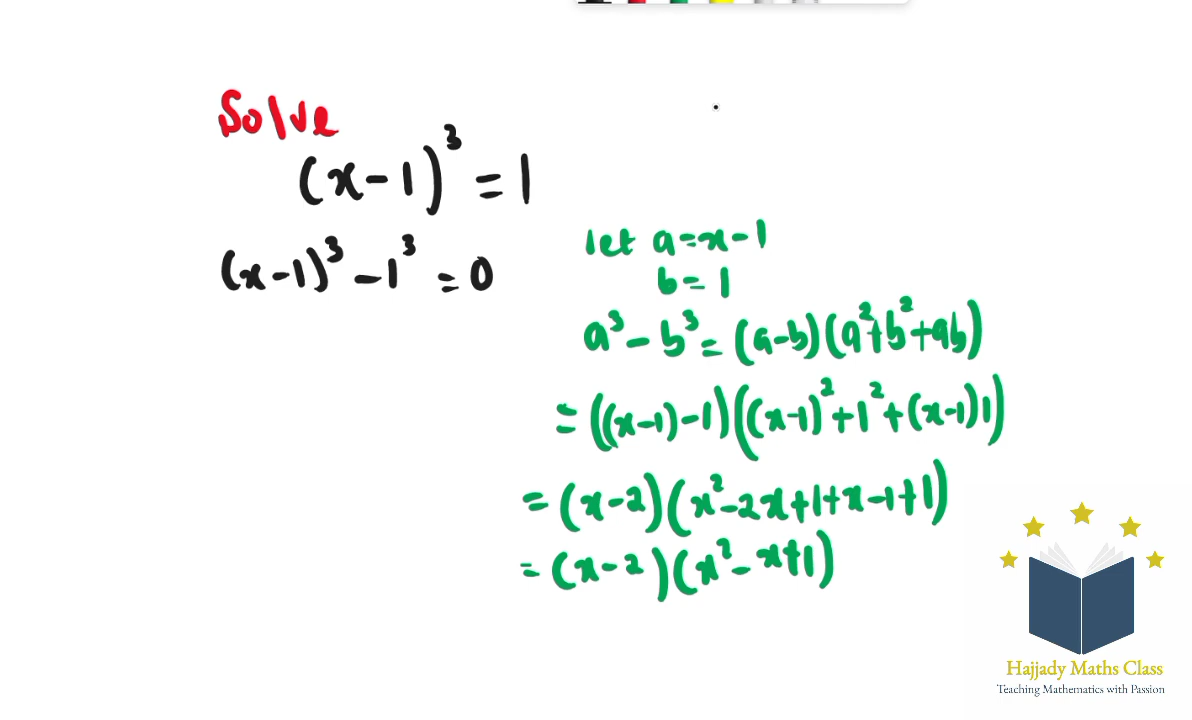 Solve
(x-1)³ = 1
(x-1)³ - 1³ = 0
let a = x-1
b = 1
a³ - b³ = (a-b)(a²+b²+ab)
= ((x-1)-1)((x-1)²+1²+(x-1)1)
= (x-2)(x²-2x+1+x-1+1)
= (x-2)(x²-x+1)
Hajjady Maths Class
Teaching Mathematics with Passion